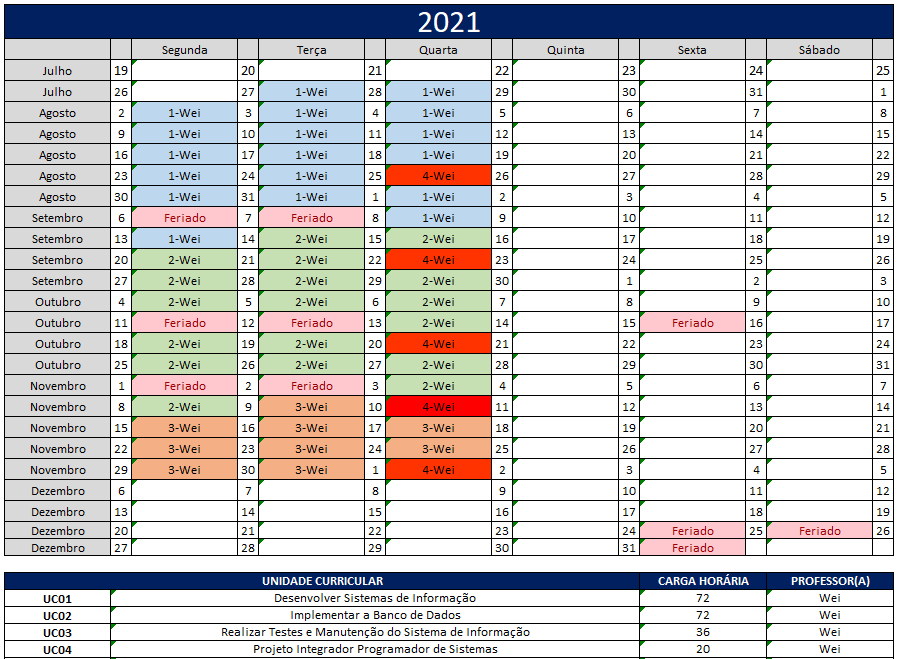 2021
Segunda Terça Quarta Quinta Sexta Sábado
Julho 19 20 21 22 23 24 25
Julho 26 27 1-Wei 28 1-Wei 29 30 31 1
Agosto 2 1-Wei 3 1-Wei 4 1-Wei 5 6 7 8
Agosto 9 1-Wei 10 1-Wei 11 1-Wei 12 13 14 15
Agosto 16 1-Wei 17 1-Wei 18 1-Wei 19 20 21 22
Agosto 23 1-Wei 24 1-Wei 25 4-Wei 26 27 28 29
Agosto 30 1-Wei 31 1-Wei 1 1-Wei 2 3 4 5
Setembro 6 Feriado 7 Feriado 8 1-Wei 9 10 11 12
Setembro 13 1-Wei 14 2-Wei 15 2-Wei 16 17 18 19
Setembro 20 2-Wei 21 2-Wei 22 4-Wei 23 24 25 26
Setembro 27 2-Wei 28 2-Wei 29 2-Wei 30 1 2 3
Outubro 4 2-Wei 5 2-Wei 6 2-Wei 7 8 9 10
Outubro 11 Feriado 12 Feriado 13 2-Wei 14 15 Feriado 16 17
Outubro 18 2-Wei 19 2-Wei 20 4-Wei 21 22 23 24
Outubro 25 2-Wei 26 2-Wei 27 2-Wei 28 29 30 31
Novembro 1 Feriado 2 Feriado 3 2-Wei 4 5 6 7
Novembro 8 2-Wei 9 3-Wei 10 4-Wei 11 12 13 14
Novembro 15 3-Wei 16 3-Wei 17 3-Wei 18 19 20 21
Novembro 22 3-Wei 23 3-Wei 24 3-Wei 25 26 27 28
Novembro 29 3-Wei 30 3-Wei 1 4-Wei 2 3 4 5
Dezembro 6 7 8 9 10 11 12
Dezembro 13 14 15 16 17 18 19
Dezembro 20 21 22 23 24 Feriado 25 Feriado 26
Dezembro 27 28 29 30 31 Feriado
UNIDADE CURRICULAR CARGA HORÁRIA PROFESSOR(A)
UC01 Desenvolver Sistemas de Informação 72 Wei
UC02 Implementar a Banco de Dados 72 Wei
UC03 Realizar Testes e Manutenção do Sistema de Informação 36 Wei
UC04 Projeto Integrador Programador de Sistemas 20 Wei